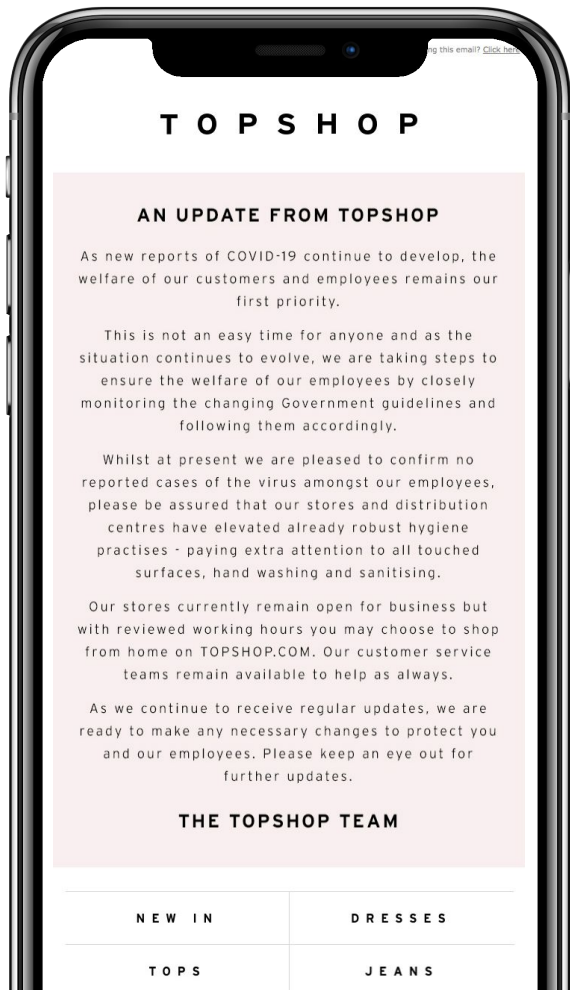 ng this email? Click here
TOPSHOP
AN UPDATE FROM TOPSHOP
As new reports of COVID-19 continue to develop, the
welfare of our customers and employees remains our
first priority.
This is not an easy time for anyone and as the
situation continues to evolve, we are taking steps to
ensure the welfare of our employees by closely
monitoring the changing Government guidelines and
following them accordingly.
Whilst at present we are pleased to confirm no
reported cases of the virus amongst our employees,
please be assured that our stores and distribution
centres have elevated already robust hygiene
practises - paying extra attention to all touched
surfaces, hand washing and sanitising.
Our stores currently remain open for business but
with reviewed working hours you may choose to shop
from home on TOPSHOP.COM. Our customer service
teams remain available to help as always.
As we continue to receive regular updates, we are
ready to make any necessary changes to protect you
and our employees. Please keep an eye out for
further updates.
THE TOPSHOP TEAM
NEW IN
DRESSES
TOPS
JEANS